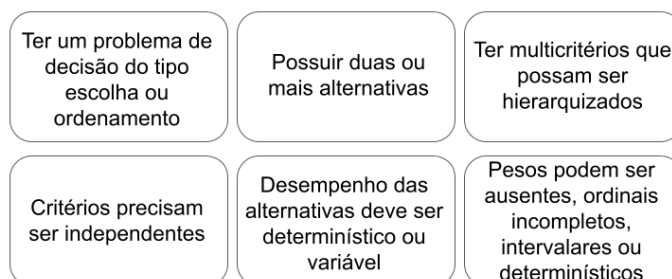 Ter um problema de
decisão do tipo
escolha ou
ordenamento
Possuir duas ou
mais alternativas
Ter multicritérios que
possam ser
hierarquizados
Critérios precisam
ser independentes
Desempenho das
alternativas deve ser
determinístico ou
variável
Pesos podem ser
ausentes, ordinais
incompletos,
intervalares ou
determinísticos